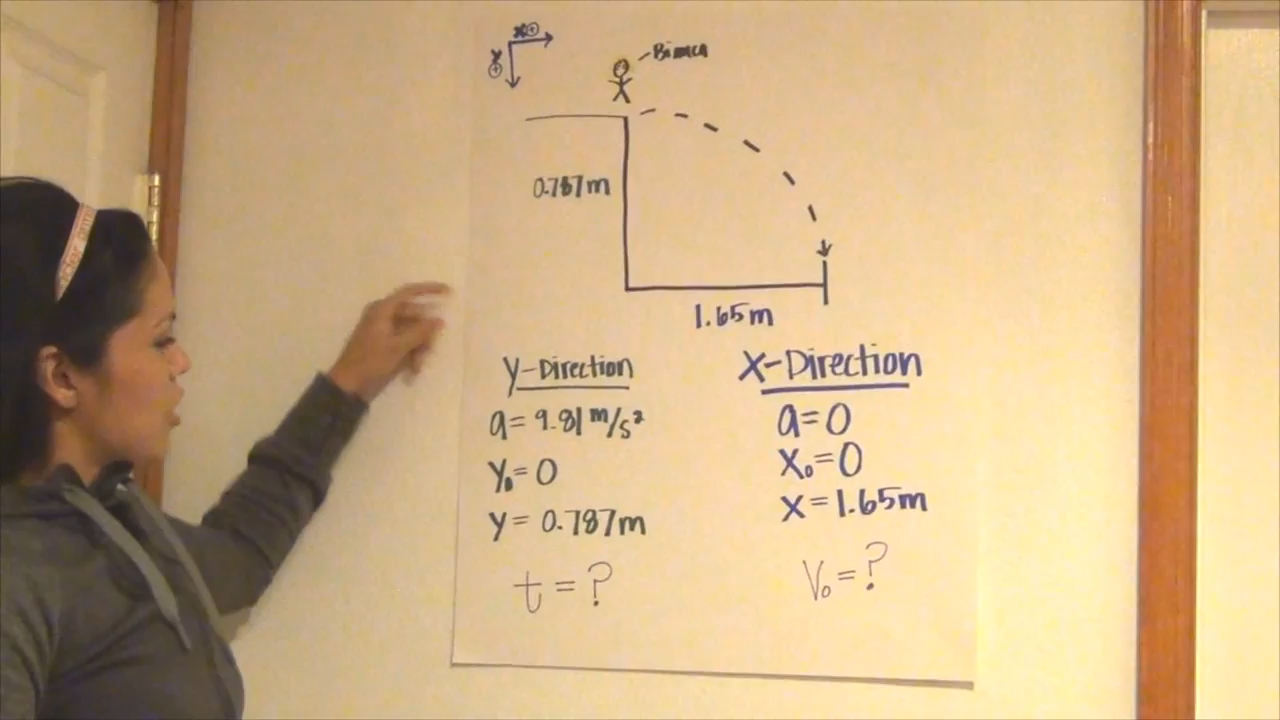 x⊕
⊕
Bianca
0.787m
1.65m
Y-Direction
a= 9.81 m/s²
Y₀= 0
y= 0.787m
t = ?
X-Direction
a=0
X₀=0
x=1.65m
V₀=?